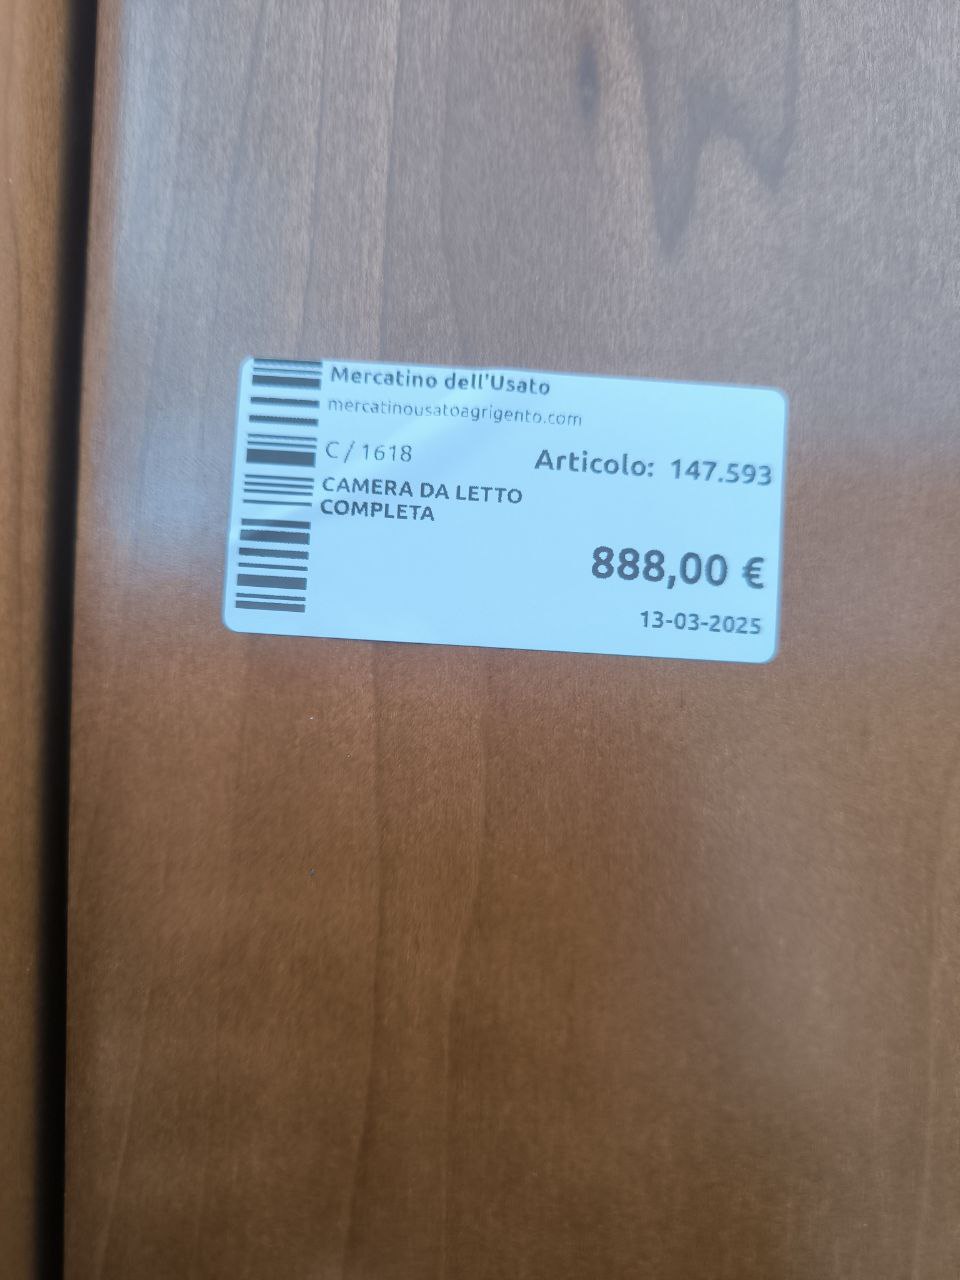 Mercatino dell'Usato
mercatinousatoagrigento.com
C / 1618
Articolo: 147.593
CAMERA DA LETTO
COMPLETA
888,00 €
13-03-2025